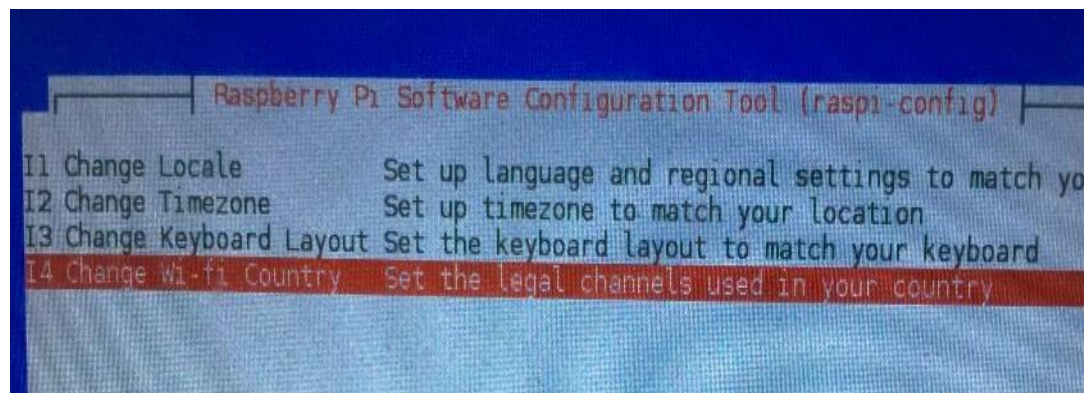 Raspberry Pi Software Configuration Tool (raspi-config)
I1 Change Locale Set up language and regional settings to match yo
I2 Change Timezone Set up timezone to match your location
I3 Change Keyboard Layout Set the keyboard layout to match your keyboard
I4 Change Wi-fi Country Set the legal channels used in your country